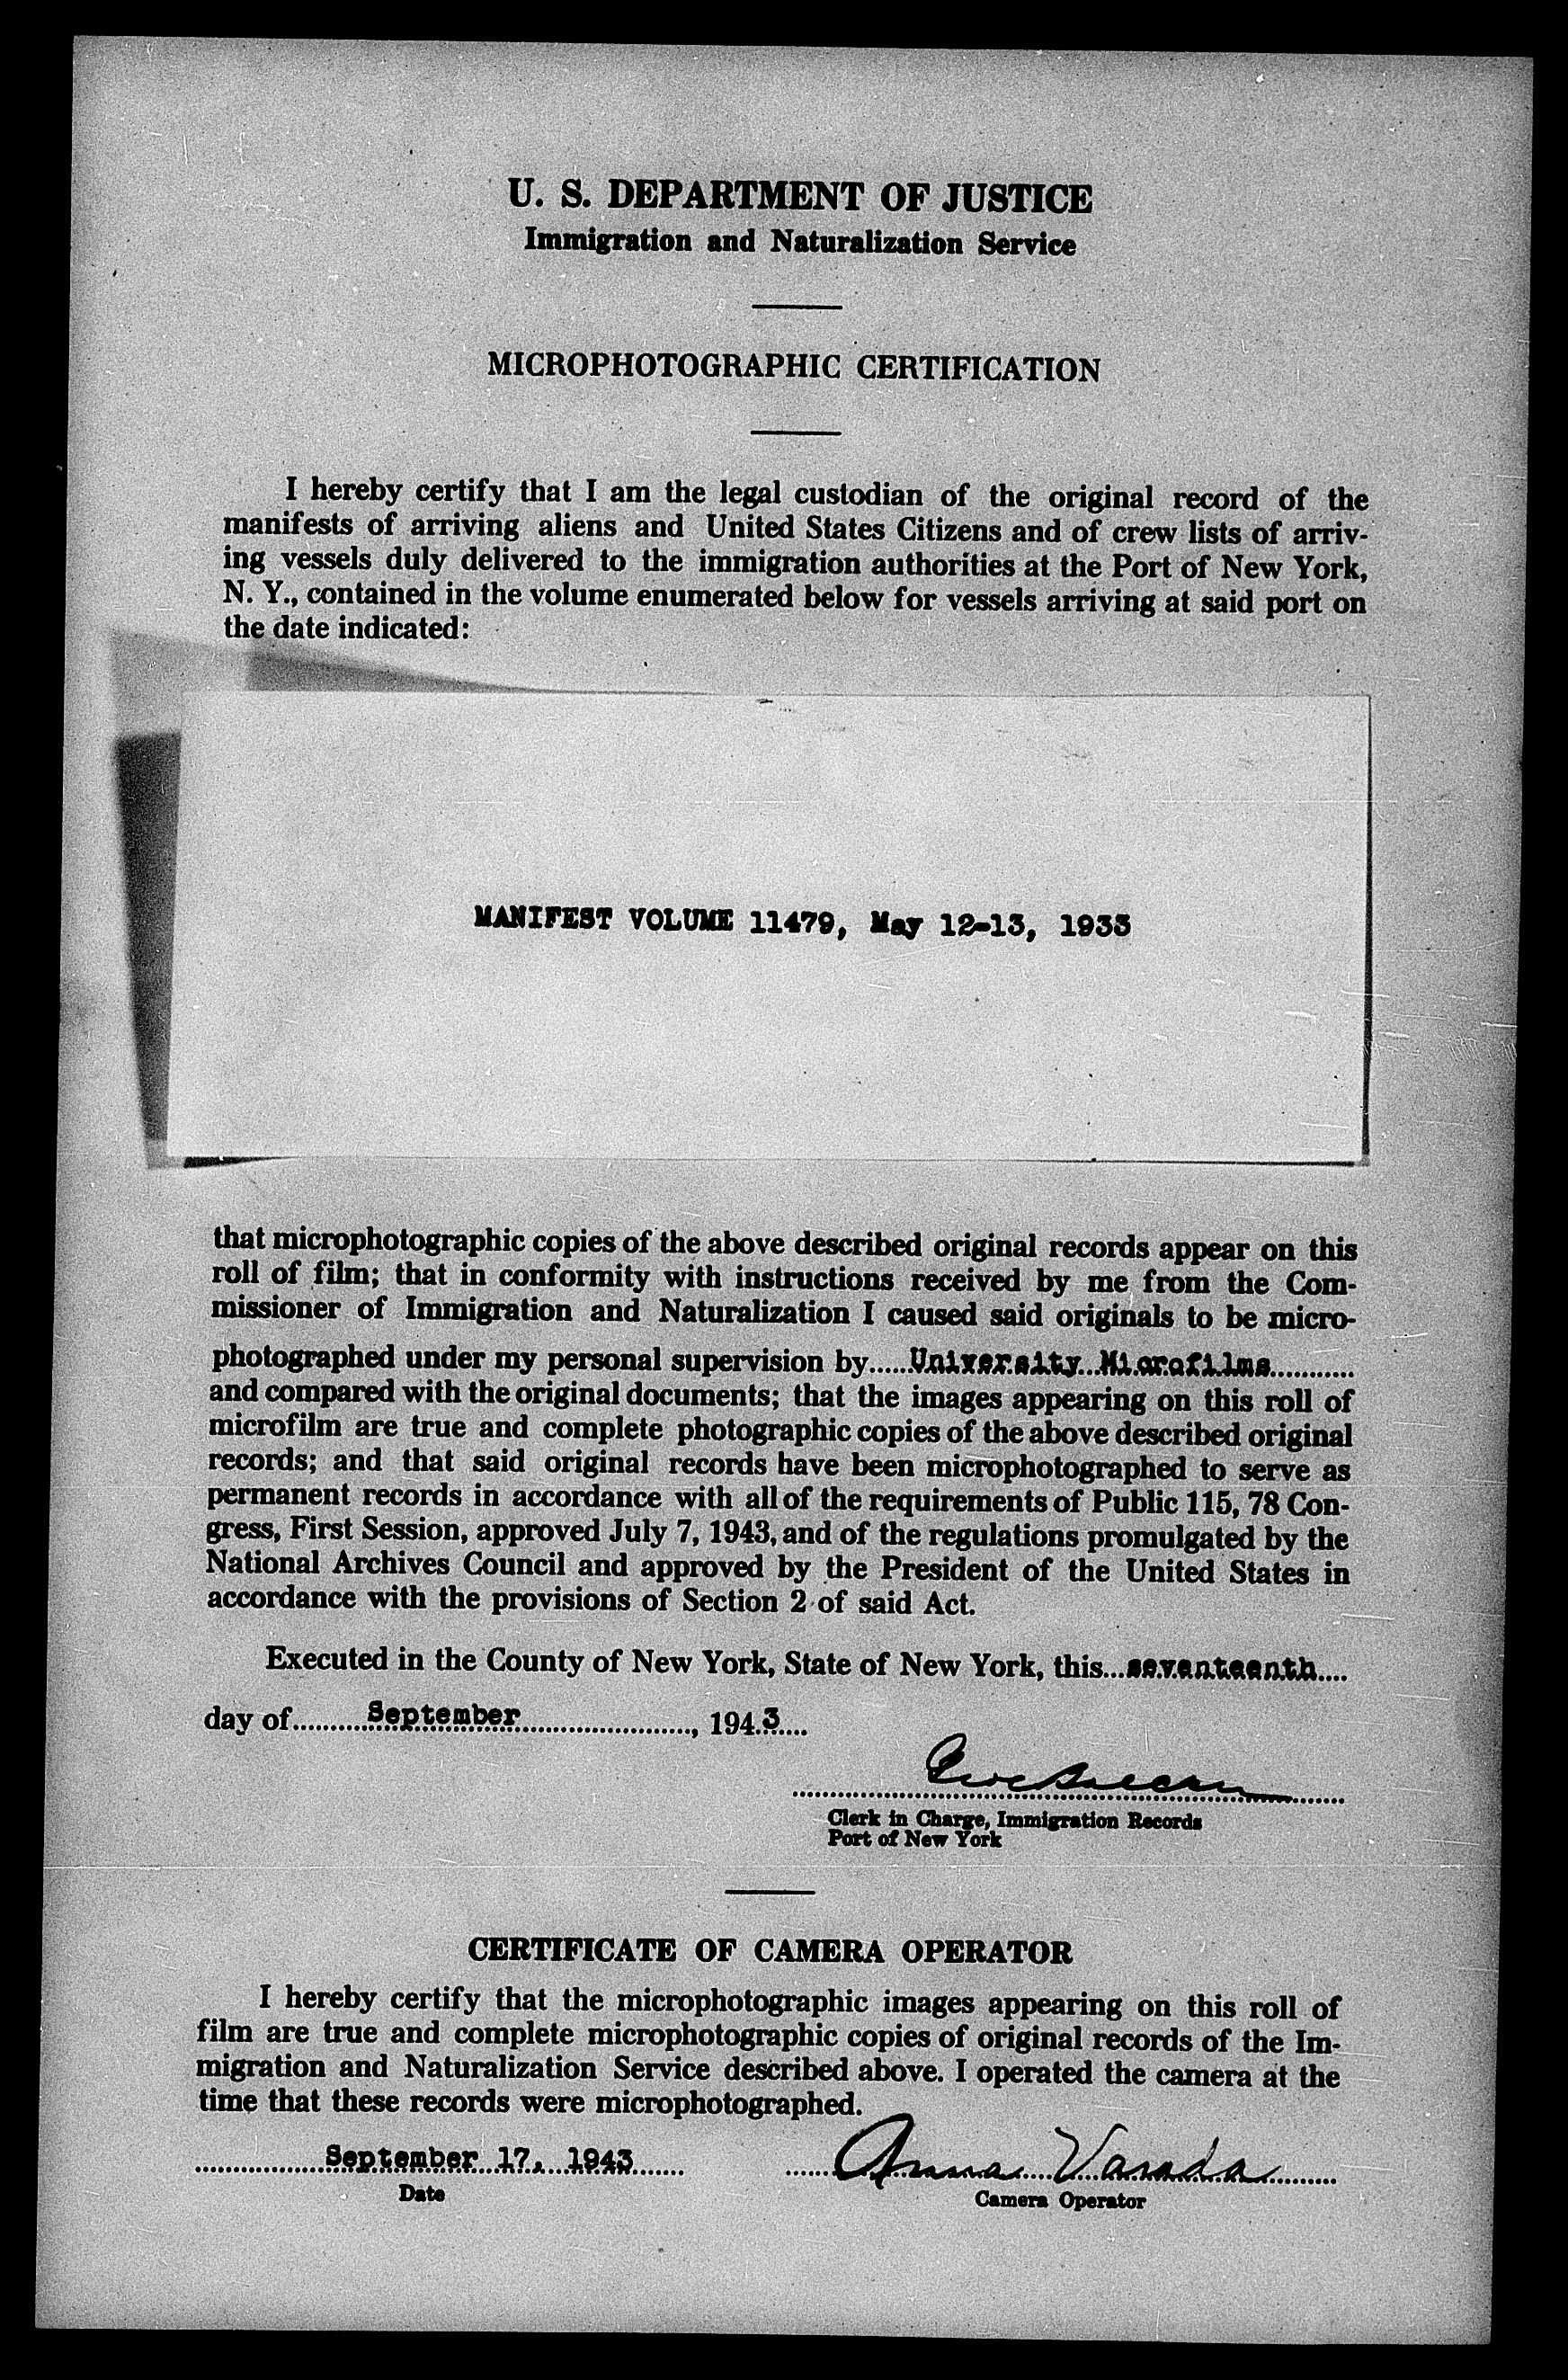 U. S. DEPARTMENT OF JUSTICE
Immigration and Naturalization Service
MICROPHOTOGRAPHIC CERTIFICATION
I hereby certify that I am the legal custodian of the original record of the
manifests of arriving aliens and United States Citizens and of crew lists of arriv-
ing vessels duly delivered to the immigration authorities at the Port of New York,
N. Y., contained in the volume enumerated below for vessels arriving at said port on
the date indicated:
MANIFEST VOLUME 11479, May 12-13, 1933
that microphotographic copies of the above described original records appear on this
roll of film; that in conformity with instructions received by me from the Com-
missioner of Immigration and Naturalization I caused said originals to be micro-
photographed under my personal supervision by......University Microfilms............
and compared with the original documents; that the images appearing on this roll of
microfilm are true and complete photographic copies of the above described original
records; and that said original records have been microphotographed to serve as
permanent records in accordance with all of the requirements of Public 115, 78 Con-
gress, First Session, approved July 7, 1943, and of the regulations promulgated by the
National Archives Council and approved by the President of the United States in
accordance with the provisions of Section 2 of said Act.
Executed in the County of New York, State of New York, this...seventeenth....
day of..........September........................, 1943....
Clerk in Charge, Immigration Records
Port of New York
CERTIFICATE OF CAMERA OPERATOR
I hereby certify that the microphotographic images appearing on this roll of
film are true and complete microphotographic copies of original records of the Im-
migration and Naturalization Service described above. I operated the camera at the
time that these records were microphotographed.
September 17, 1943 Anna Varada
Date
Camera Operator